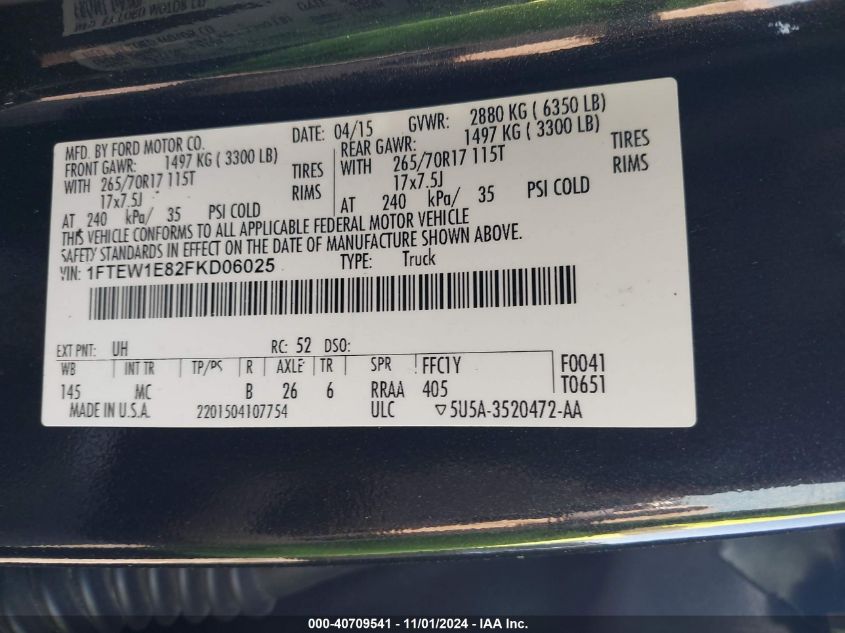 MFD. BY FORD MOTOR CO.
DATE: 04/15 GVWR: 2880 KG ( 6350 LB)
FRONT GAWR: 1497 KG ( 3300 LB)
REAR GAWR: 1497 KG ( 3300 LB)
WITH 265/70R17 115T TIRES
WITH 265/70R17 115T TIRES
17x7.5J RIMS
17x7.5J RIMS
AT 240 kPa/ 35 PSI COLD
AT 240 kPa/ 35 PSI COLD
THIS VEHICLE CONFORMS TO ALL APPLICABLE FEDERAL MOTOR VEHICLE
SAFETY STANDARDS IN EFFECT ON THE DATE OF MANUFACTURE SHOWN ABOVE.
VIN: 1FTEW1E82FKD06025 TYPE: Truck
EXT PNT: UH RC: 52 DSO:
WB INT TR TP/PS R AXLE TR SPR FFC1Y F0041
145 MC B 26 6 RRAA 405 T0651
MADE IN U.S.A. 2201504107754 ULC ▽5U5A-3520472-AA
000-40709541 - 11/01/2024 - IAA Inc.